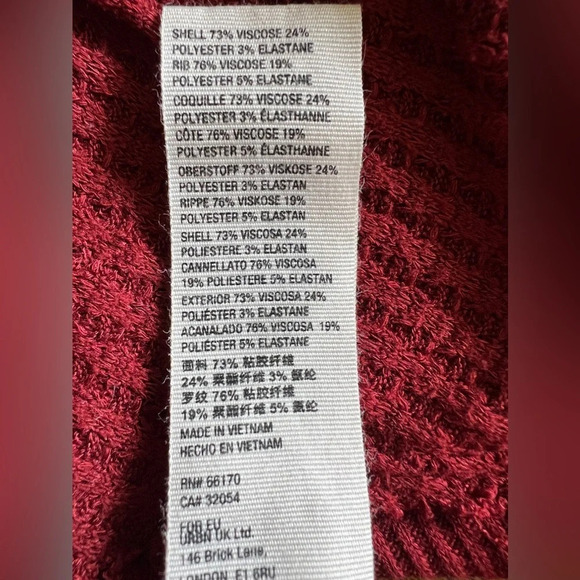 SHELL 73% VISCOSE 24%
POLYESTER 3% ELASTANE
RIB 76% VISCOSE 19%
POLYESTER 5% ELASTANE
COQUILLE 73% VISCOSE 24%
POLYESTER 3% ÉLASTHANNE
CÔTE 76% VISCOSE 19%
POLYESTER 5% ÉLASTHANNE
OBERSTOFF 73% VISKOSE 24%
POLYESTER 3% ELASTAN
RIPPE 76% VISKOSE 19%
POLYESTER 5% ELASTAN
SHELL 73% VISCOSA 24%
POLIESTERE 3% ELASTAN
CANNELLATO 76% VISCOSA
19% POLIESTERE 5% ELASTAN
EXTERIOR 73% VISCOSA 24%
POLIÉSTER 3% ELASTANE
ACANALADO 76% VISCOSA 19%
POLIÉSTER 5% ELASTANE
面料 73% 粘胶纤维
24% 聚酯纤维 3% 氨纶
罗纹 76% 粘胶纤维
19% 聚酯纤维 5% 氨纶
MADE IN VIETNAM
HECHO EN VIETNAM
RN# 66170
CA# 32054
FOR EU
URBN UK Ltd.
146 Brick Lane,
LONDON, E1 6RU